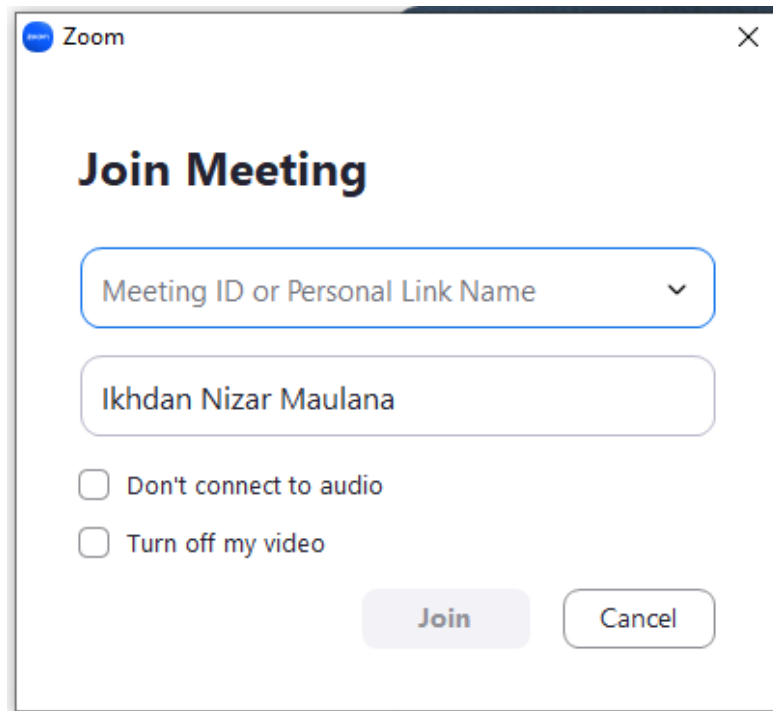 Zoom
Join Meeting
Meeting ID or Personal Link Name
Ikhdan Nizar Maulana
Don't connect to audio
Turn off my video
Join Cancel